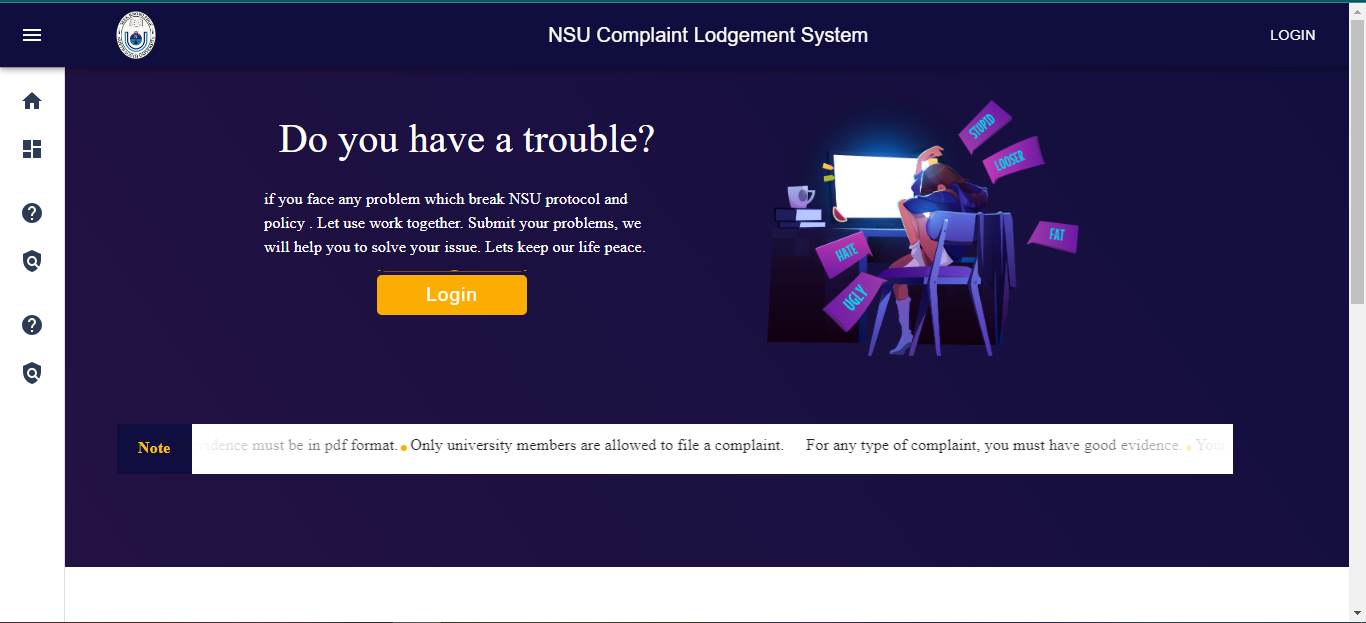 NSU Complaint Lodgement System
LOGIN
Do you have a trouble?
if you face any problem which break NSU protocol and
policy . Let use work together. Submit your problems, we
will help you to solve your issue. Lets keep our life peace.
Login
STUPID
LOOSER
FAT
HATE
UGLY
Note
vidence must be in pdf format. Only university members are allowed to file a complaint. For any type of complaint, you must have good evidence. Your